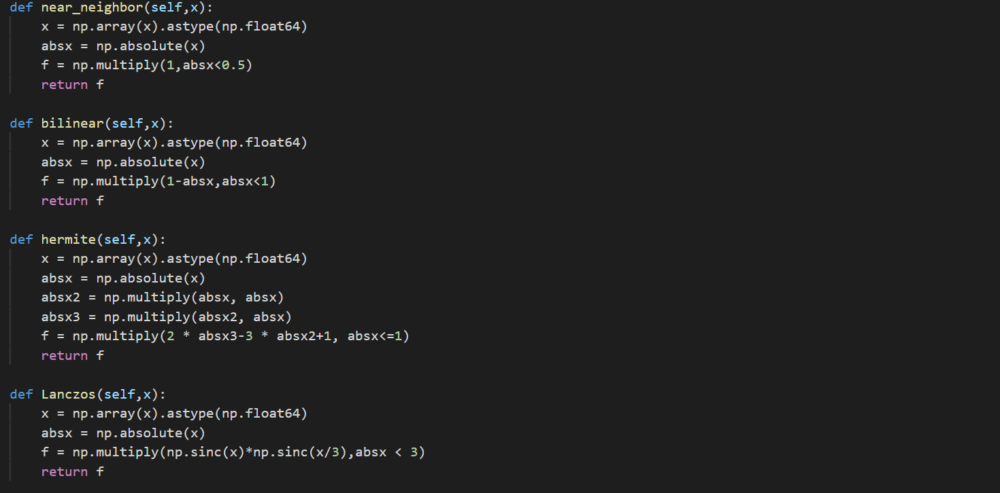 def near_neighbor(self,x):
    x = np.array(x).astype(np.float64)
    absx = np.absolute(x)
    f = np.multiply(1,absx<0.5)
    return f

def bilinear(self,x):
    x = np.array(x).astype(np.float64)
    absx = np.absolute(x)
    f = np.multiply(1-absx,absx<1)
    return f

def hermite(self,x):
    x = np.array(x).astype(np.float64)
    absx = np.absolute(x)
    absx2 = np.multiply(absx, absx)
    absx3 = np.multiply(absx2, absx)
    f = np.multiply(2 * absx3-3 * absx2+1, absx<=1)
    return f

def Lanczos(self,x):
    x = np.array(x).astype(np.float64)
    absx = np.absolute(x)
    f = np.multiply(np.sinc(x)*np.sinc(x/3),absx < 3)
    return f